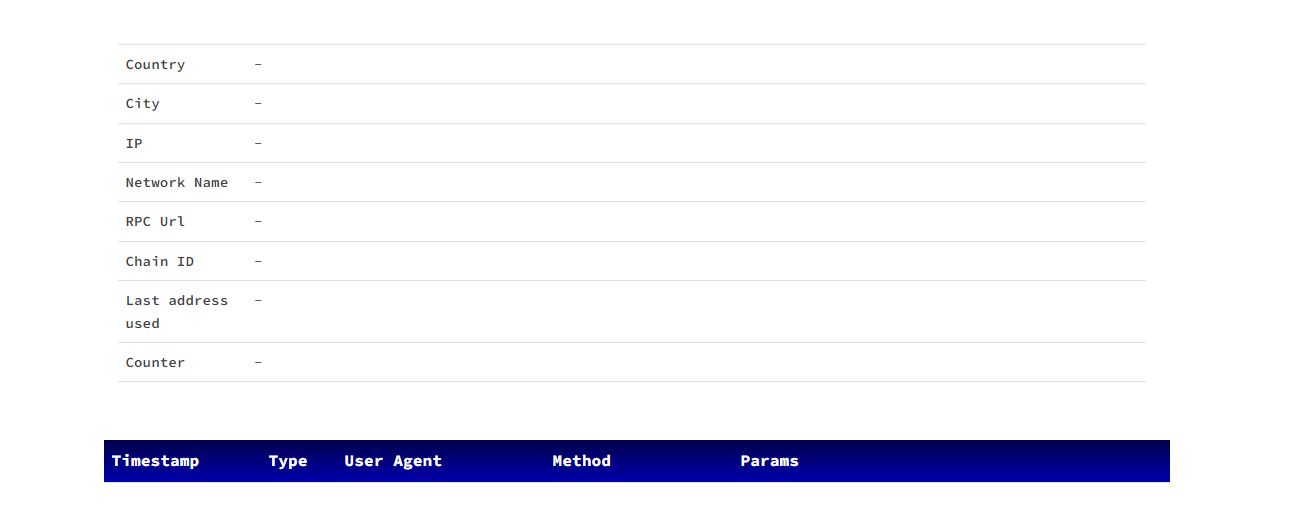 Country –
City –
IP –
Network Name –
RPC Url –
Chain ID –
Last address –
used
Counter –
Timestamp Type User Agent Method Params